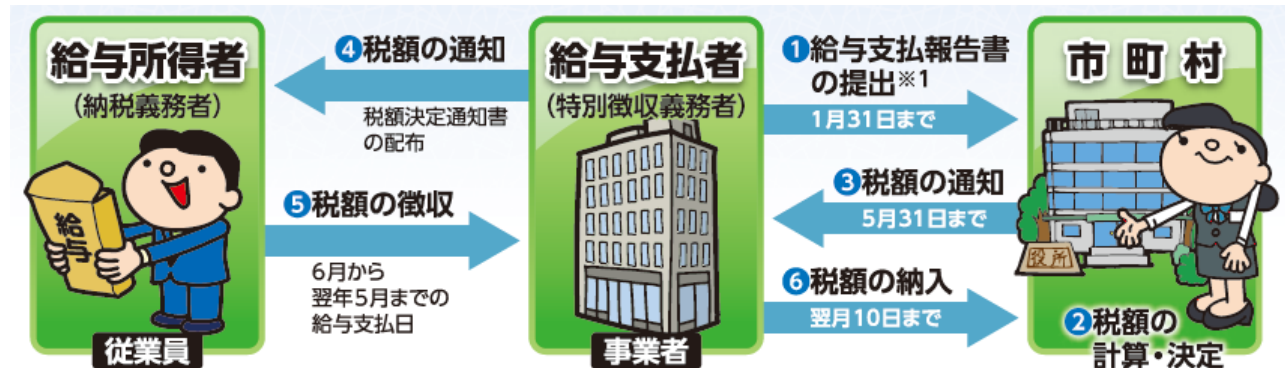 給与所得者
（納税義務者）
給与
従業員
❹税額の通知
税額決定通知書
の配布
❺税額の徴収
6月から
翌年5月までの
給与支払日
給与支払者
（特別徴収義務者）
事業者
❶給与支払報告書
の提出※1
1月31日まで
❸税額の通知
5月31日まで
❻税額の納入
翌月10日まで
市町村
役所
❷税額の
計算・決定